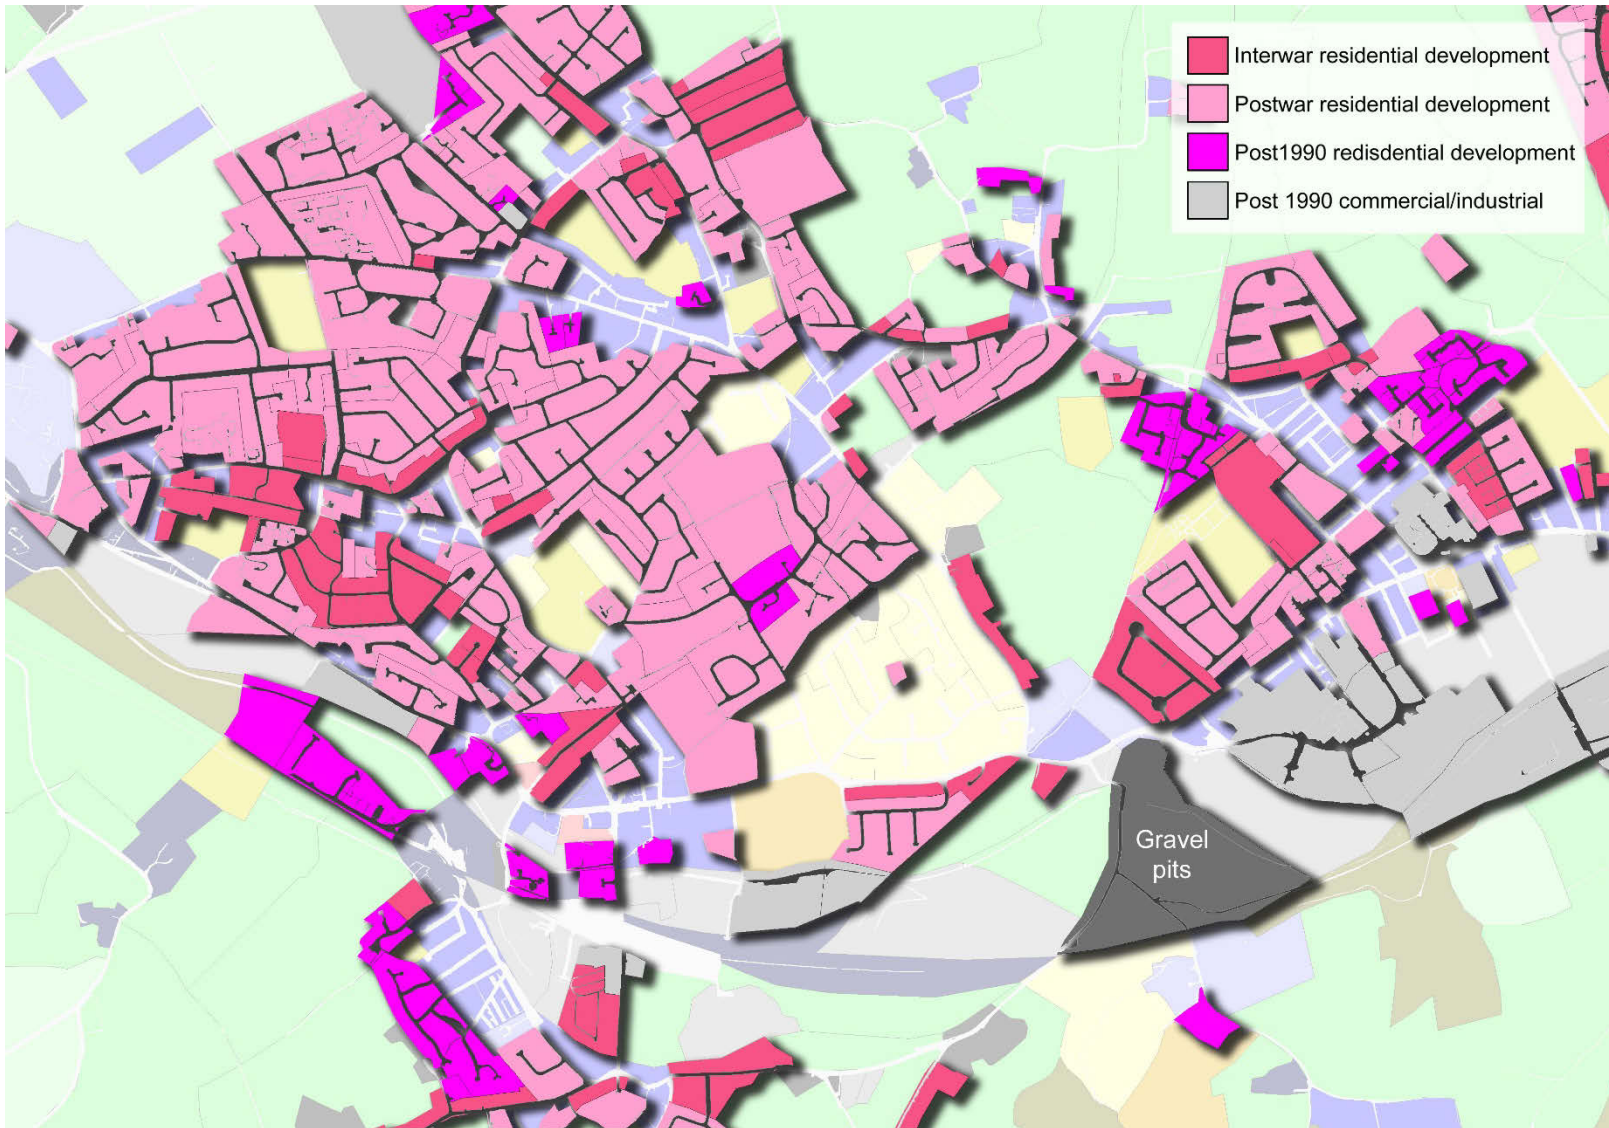 Interwar residential development
Postwar residential development
Post1990 redisdential development
Post 1990 commercial/industrial
Gravel
pits